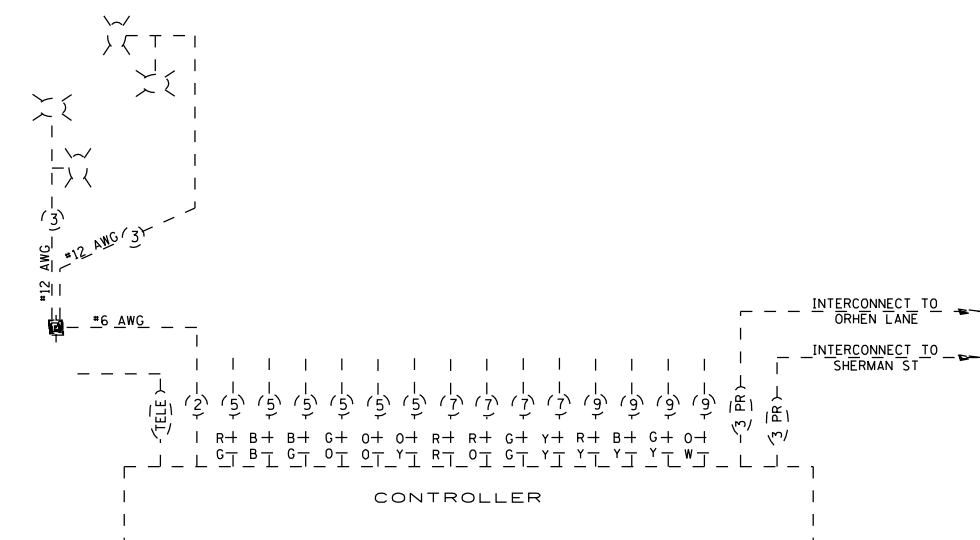 3
#12 AWG
#12 AWG 3
P
#6 AWG
INTERCONNECT TO
ORHEN LANE
INTERCONNECT TO
SHERMAN ST
TELE 2 5 5 5 5 5 5 7 7 7 7 9 9 9 9 3 PR 3 PR
R B B G O O R R G Y R B G O
G B G O O Y R O G Y Y Y Y W
CONTROLLER